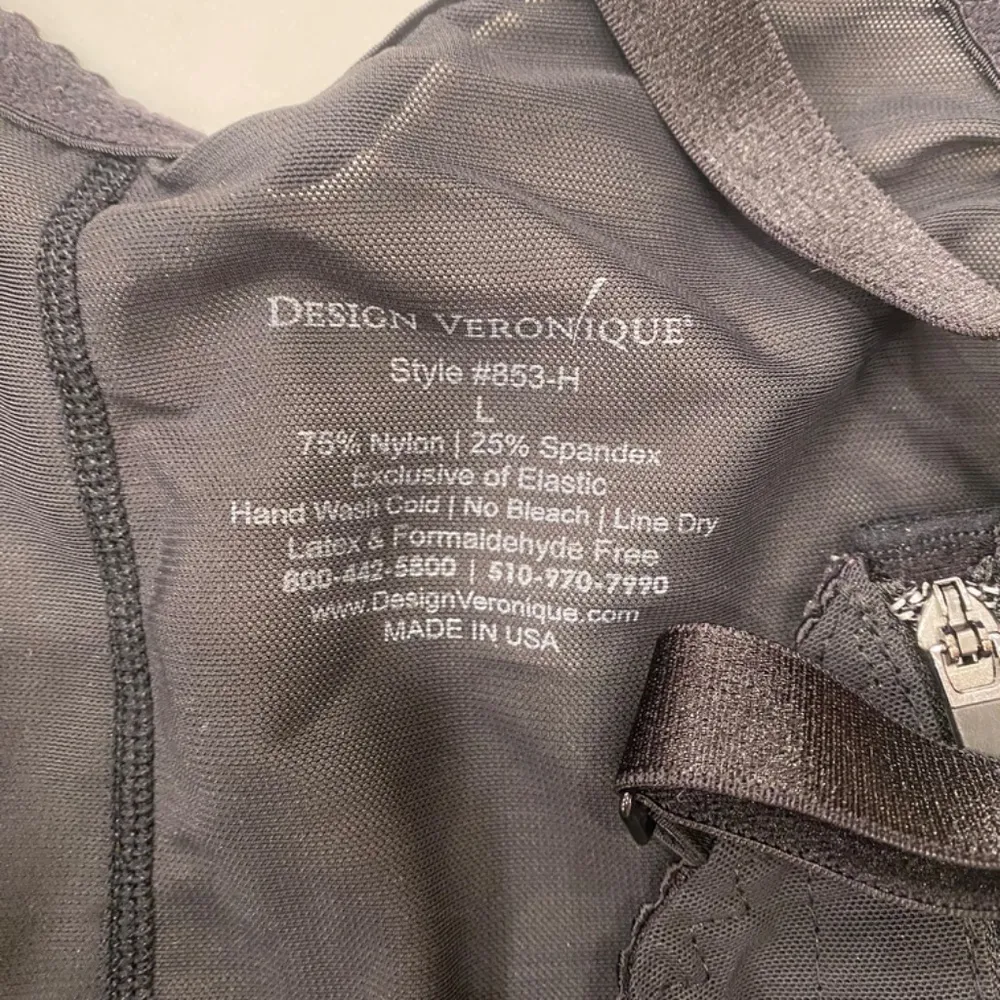 DESIGN VERONIQUE®
Style #853-H
L
75% Nylon | 25% Spandex
Exclusive of Elastic
Hand Wash Cold | No Bleach | Line Dry
Latex & Formaldehyde Free
800-442-5800 | 510-970-7990
www.DesignVeronique.com
MADE IN USA